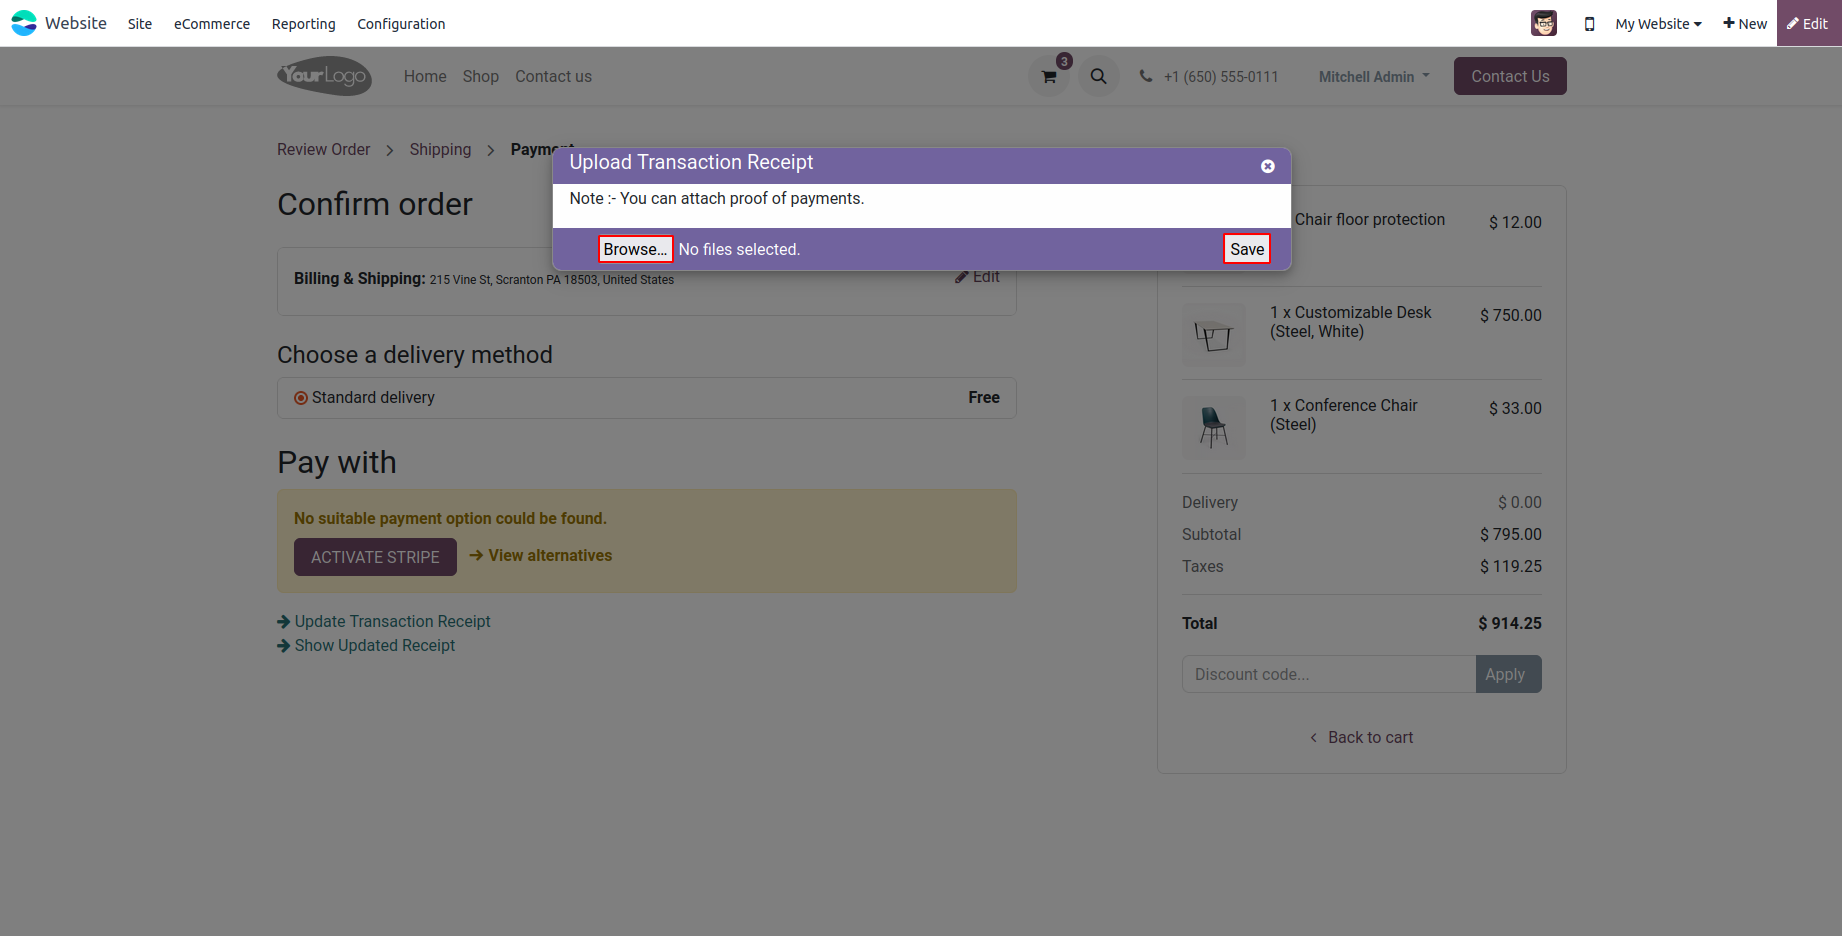 Website Site eCommerce Reporting Configuration My Website New Edit
YourLogo Home Shop Contact us 3 +1 (650) 555-0111 Mitchell Admin Contact Us
Review Order Shipping Payment
Upload Transaction Receipt
Note :- You can attach proof of payments.
Browse... No files selected. Save
Confirm order
Billing & Shipping: 215 Vine St, Scranton PA 18503, United States Edit
Choose a delivery method
Standard delivery Free
Pay with
No suitable payment option could be found.
ACTIVATE STRIPE View alternatives
Update Transaction Receipt
Show Updated Receipt
Chair floor protection $ 12.00
1 x Customizable Desk $ 750.00
(Steel, White)
1 x Conference Chair $ 33.00
(Steel)
Delivery $ 0.00
Subtotal $ 795.00
Taxes $ 119.25
Total $ 914.25
Discount code... Apply
Back to cart